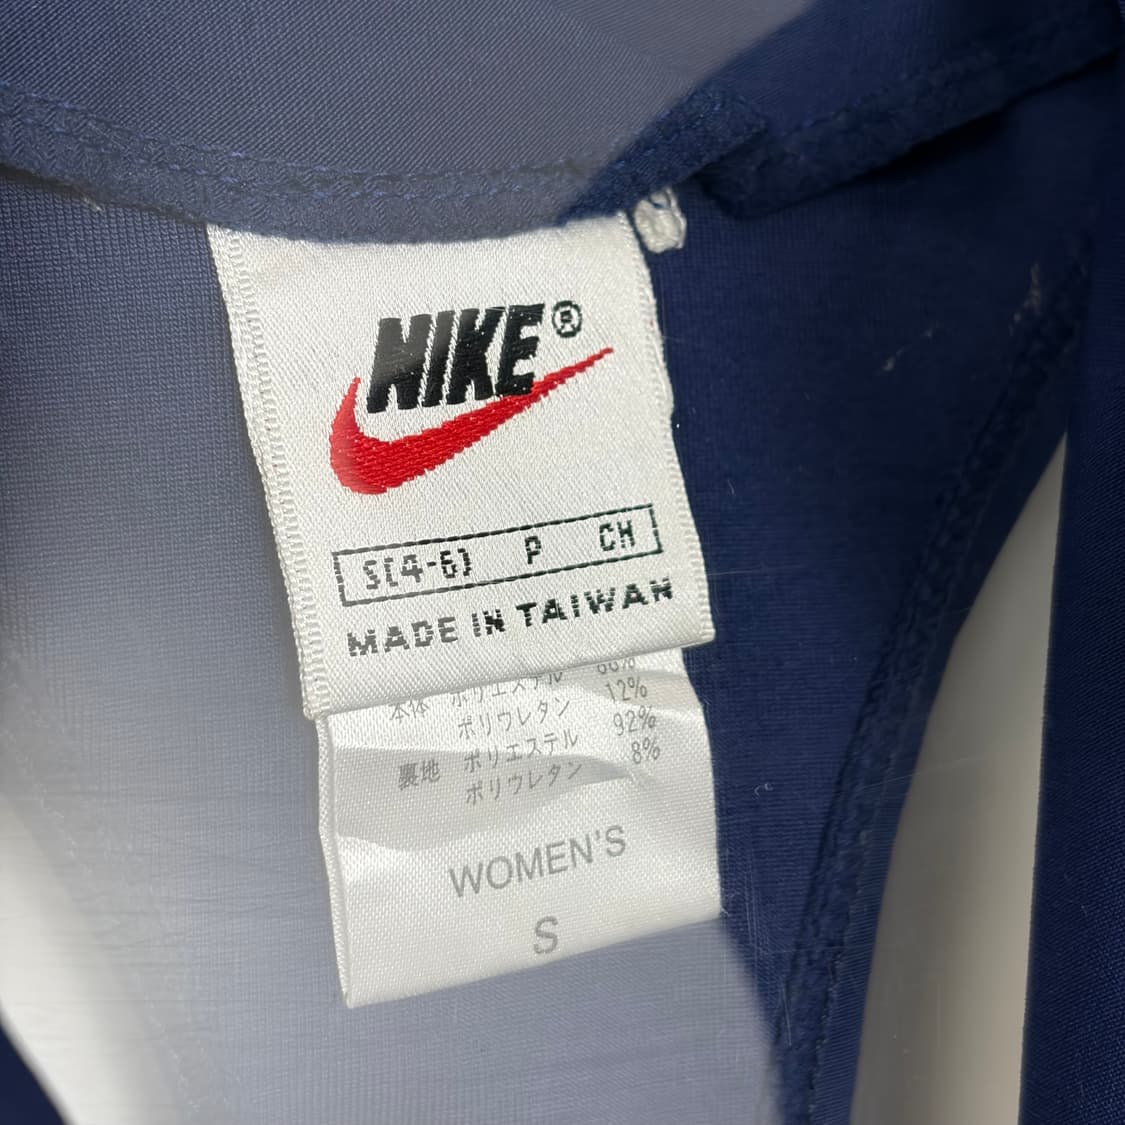 NIKE®
S(4-6) P CH
MADE IN TAIWAN
本体 ポリエステル
ポリウレタン 12%
裏地 ポリエステル 92%
ポリウレタン 8%
WOMEN'S
S